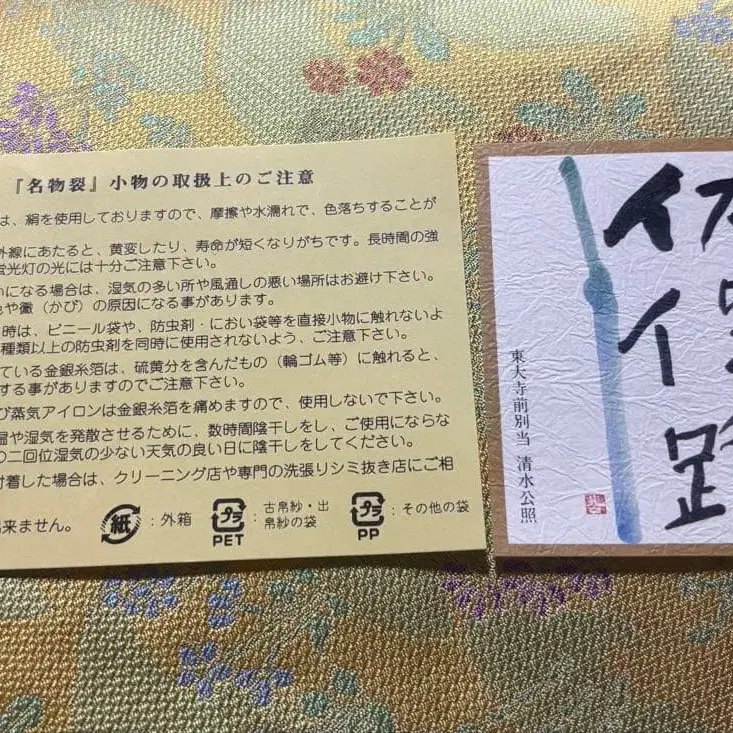 『名物裂』小物の取扱上のご注意
は、絹を使用しておりますので、摩擦や水濡れで、色落ちすることが
外線にあたると、黄変したり、寿命が短くなりがちです。長時間の強
蛍光灯の光には十分ご注意下さい。
いになる場合は、湿気の多い所や風通しの悪い場所はお避け下さい。
や黴（かび）の原因になる事があります。
時は、ビニール袋や、防虫剤・におい袋等を直接小物に触れないよ
種類以上の防虫剤を同時に使用されないよう、ご注意下さい。
ている金銀糸箔は、硫黄分を含んだもの（輪ゴム等）に触れると、
する事がありますのでご注意下さい。
び蒸気アイロンは金銀糸箔を痛めますので、使用しないで下さい。
湿や湿気を発散させるために、数時間陰干しをし、ご使用にならな
の二回位湿気の少ない天気の良い日に陰干しをしてください。
付着した場合は、クリーニング店や専門の洗張りシミ抜き店にご相
出来ません。
紙：外箱
プラ PET：古帛紗・出帛紗の袋
プラ PP：その他の袋
イイ
東大寺前別当 清水公照